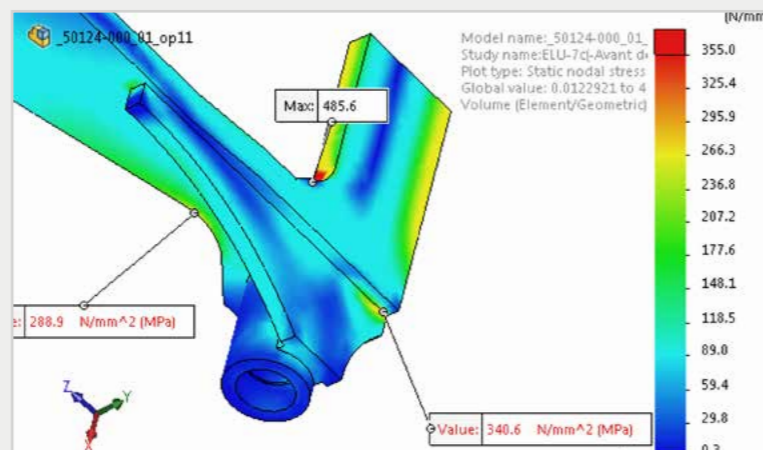 (N/mm^
_50124-000_01_op11
Model name:_50124-000_01_
Study name:ELU-7c(-Avant d
Plot type: Static nodal stress
Global value: 0.0122921 to 4
Volume (Element/Geometric)
Max: 485.6
355.0
325.4
295.9
266.3
236.8
207.2
177.6
148.1
118.5
89.0
59.4
29.8
0.3
e: 288.9 N/mm^2 (MPa)
Value: 340.6 N/mm^2 (MPa)
Z
Y
X